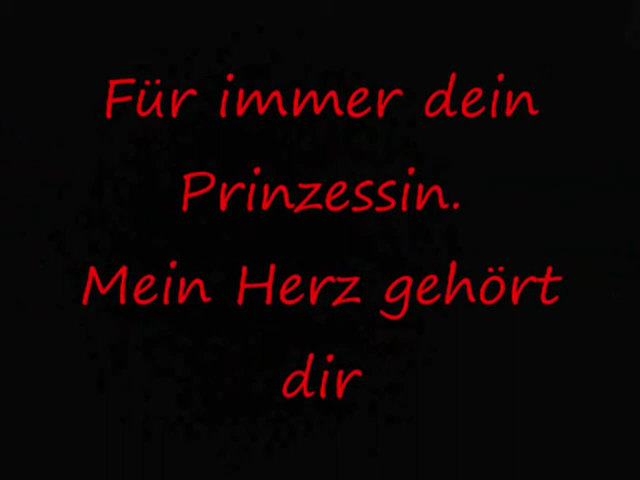 Für immer dein
Prinzessin.
Mein Herz gehört
dir